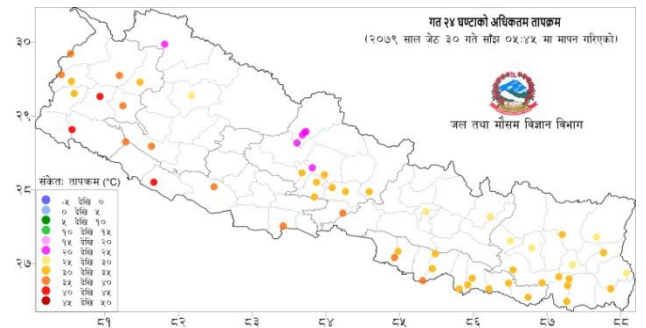 गत २४ घण्टाको अधिकतम तापक्रम
(२०७९ साल जेठ ३० गते साँझ ०५:४५ मा मापन गरिएको)
जल तथा मौसम विज्ञान विभाग
३०
२९
२८
२७
संकेतः तापक्रम (°C)
-५ देखि ०
० देखि ५
५ देखि १०
१० देखि १५
१५ देखि २०
२० देखि २५
२५ देखि ३०
३० देखि ३५
३५ देखि ४०
४० देखि ४५
४५ देखि ५०
८१ ८२ ८३ ८४ ८५ ८६ ८७ ८८